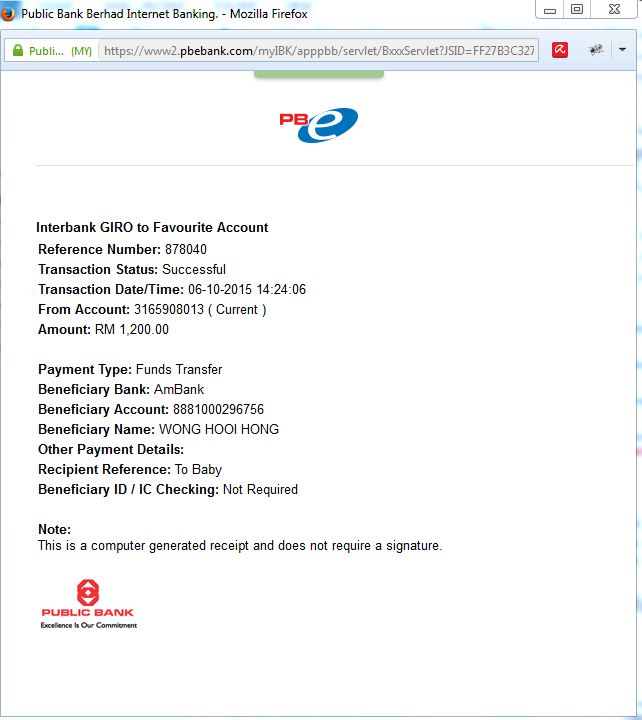 Public Bank Berhad Internet Banking. - Mozilla Firefox
Publi... (MY) https://www2.pbebank.com/myIBK/apppbb/servlet/BxxxServlet?JSID=FF27B3C327
PBe
Interbank GIRO to Favourite Account
Reference Number: 878040
Transaction Status: Successful
Transaction Date/Time: 06-10-2015 14:24:06
From Account: 3165908013 ( Current )
Amount: RM 1,200.00
Payment Type: Funds Transfer
Beneficiary Bank: AmBank
Beneficiary Account: 8881000296756
Beneficiary Name: WONG HOOI HONG
Other Payment Details:
Recipient Reference: To Baby
Beneficiary ID / IC Checking: Not Required
Note:
This is a computer generated receipt and does not require a signature.
PUBLIC BANK
Excellence Is Our Commitment